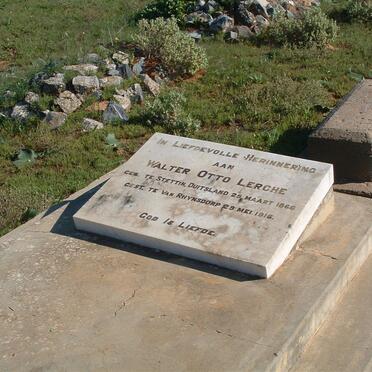 In Liefdevolle Herinnering
aan
Walter Otto Lerche
Geb. te Stettin, Duitsland 24 Maart 1866
Gest. te Van Rhynsdorp 29 Mei 1916.
God is Liefde.